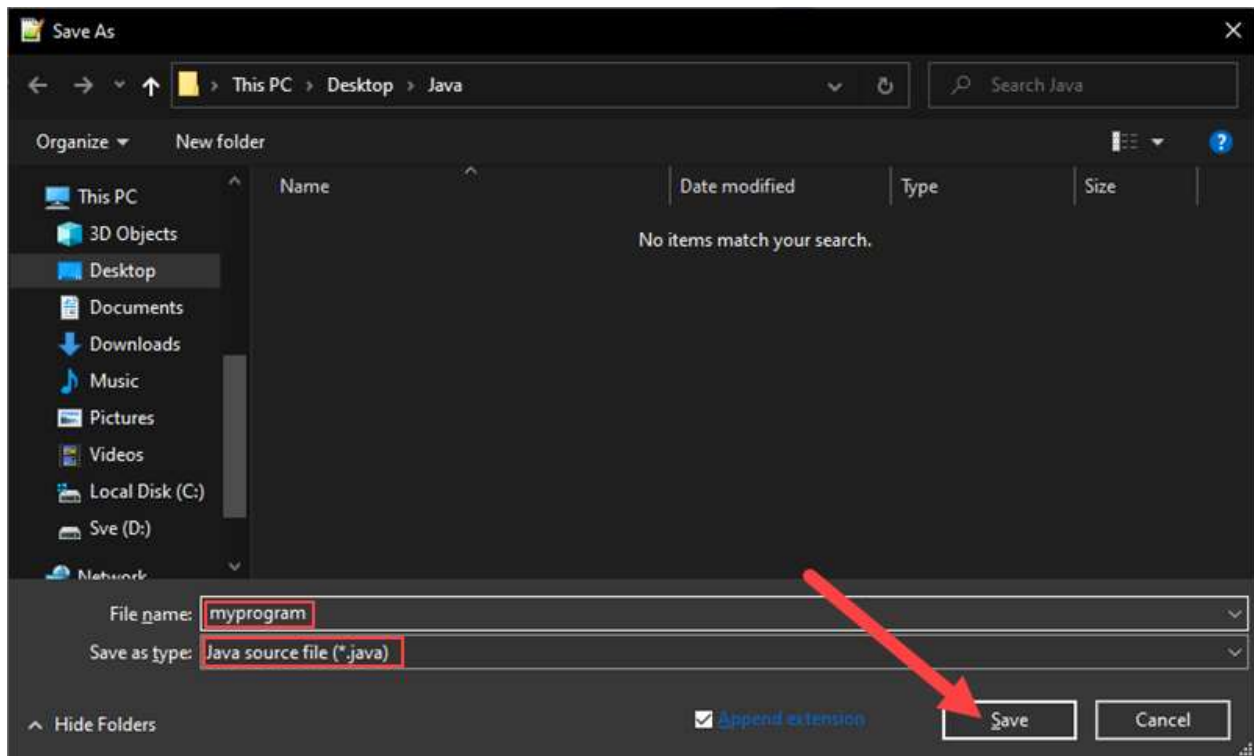 Save As
This PC › Desktop › Java
Search Java
Organize
New folder
Name
Date modified
Type
Size
No items match your search.
This PC
3D Objects
Desktop
Documents
Downloads
Music
Pictures
Videos
Local Disk (C:)
Sve (D:)
Network
File name: myprogram
Save as type: Java source file (*.java)
Hide Folders
Append extension
Save
Cancel